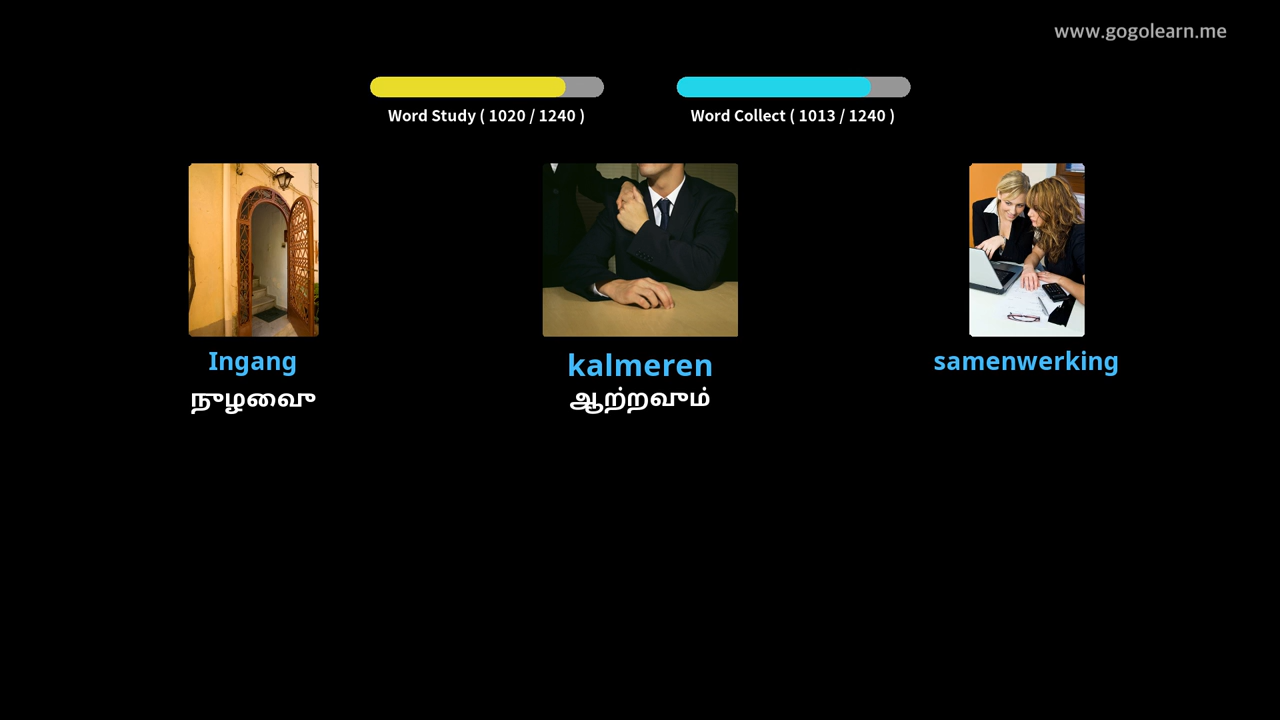 www.gogolearn.me
Word Study ( 1020 / 1240 )
Word Collect ( 1013 / 1240 )
Ingang
kalmeren
samenwerking
நுழைவு
ஆற்றவும்